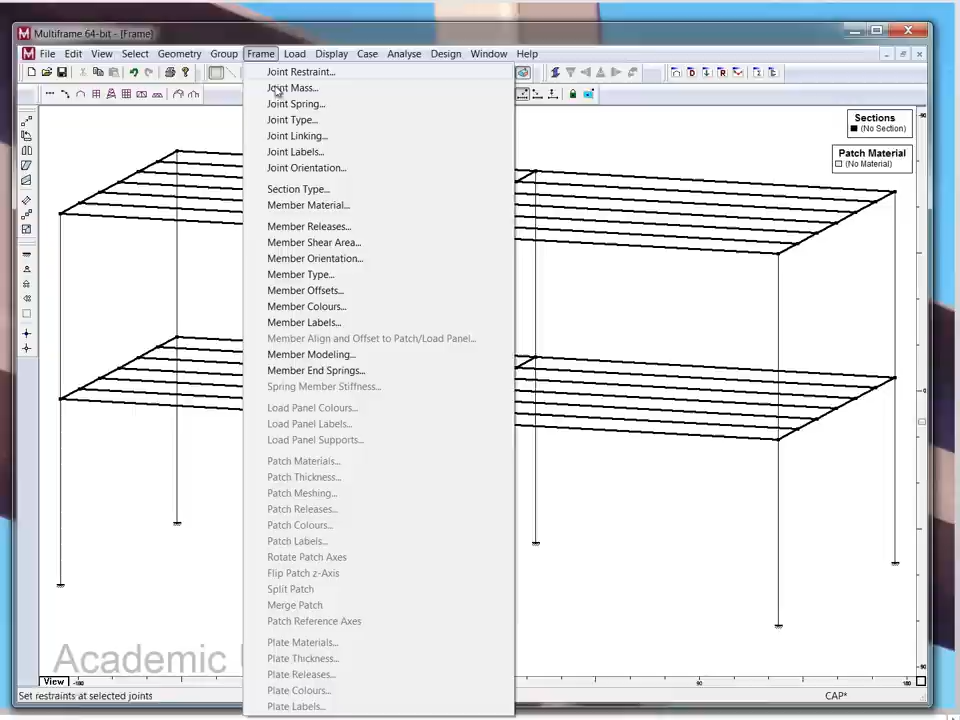 Multiframe 64-bit - [Frame]
File Edit View Select Geometry Group Frame Load Display Case Analyse Design Window Help
Joint Restraint...
Joint Mass...
Joint Spring...
Joint Type...
Joint Linking...
Joint Labels...
Joint Orientation...
Section Type...
Member Material...
Member Releases...
Member Shear Area...
Member Orientation...
Member Type...
Member Offsets...
Member Colours...
Member Labels...
Member Align and Offset to Patch/Load Panel...
Member Modeling...
Member End Springs...
Spring Member Stiffness...
Load Panel Colours...
Load Panel Labels...
Load Panel Supports...
Patch Materials...
Patch Thickness...
Patch Meshing...
Patch Releases...
Patch Colours...
Patch Labels...
Rotate Patch Axes
Flip Patch z-Axis
Split Patch
Merge Patch
Patch Reference Axes
Plate Materials...
Plate Thickness...
Plate Releases...
Plate Colours...
Plate Labels...
Sections
(No Section)
Patch Material
(No Material)
Academic
View
90
180
Set restraints at selected joints
CAP*